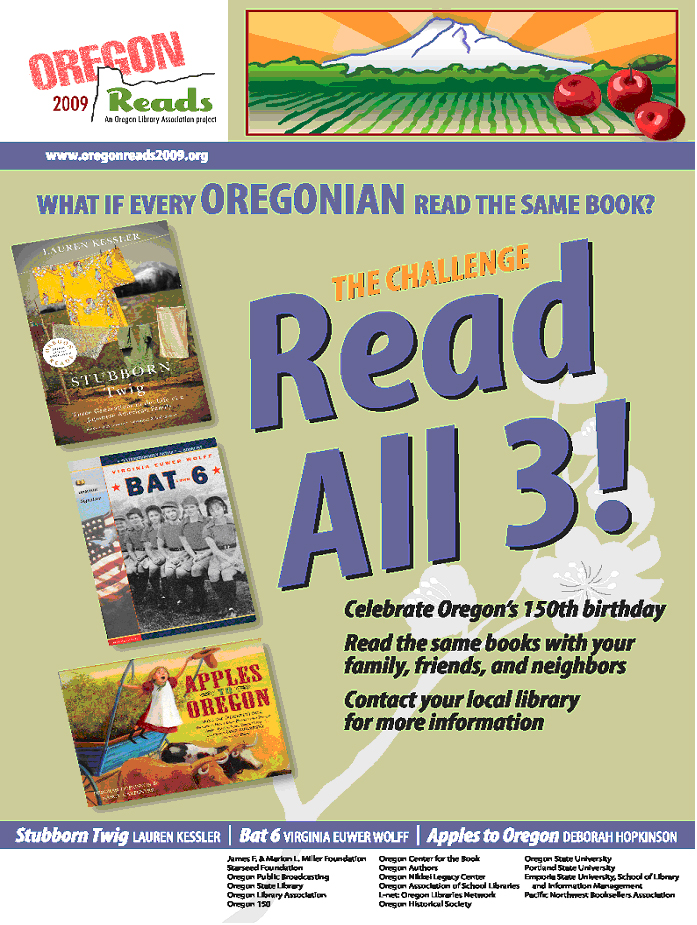 OREGON
2009 Reads
An Oregon Library Association project
www.oregonreads2009.org
WHAT IF EVERY OREGONIAN READ THE SAME BOOK?
LAUREN KESSLER
OREGON
READS
STUBBORN
Twig
THE CHALLENGE
Read
All 3!
VIRGINIA EUWER WOLFF
BAT 6
APPLES
TO
OREGON
Celebrate Oregon's 150th birthday
Read the same books with your
family, friends, and neighbors
Contact your local library
for more information
Stubborn Twig LAUREN KESSLER | Bat 6 VIRGINIA EUWER WOLFF | Apples to Oregon DEBORAH HOPKINSON
James F. & Marion L. Miller Foundation
Starseed Foundation
Oregon Public Broadcasting
Oregon State Library
Oregon Library Association
Oregon 150
Oregon Center for the Book
Oregon Authors
Oregon Nikkei Legacy Center
Oregon Association of School Libraries
L-net: Oregon Libraries Network
Oregon Historical Society
Oregon State University
Portland State University
Emporia State University, School of Library
and Information Management
Pacific Northwest Booksellers Association